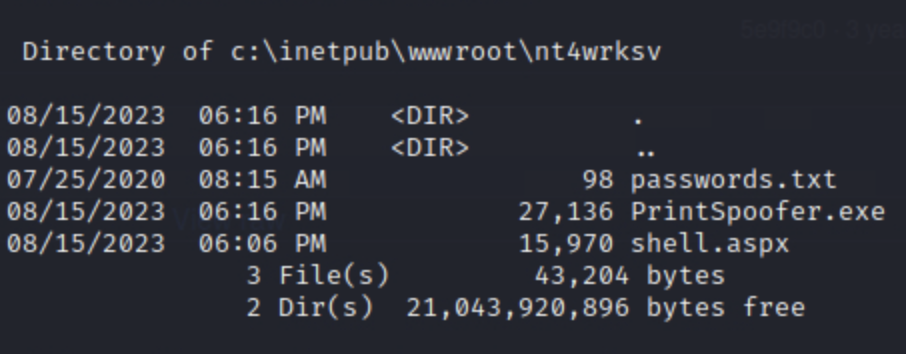 5e9f9c0 - 3 yea
Directory of c:\inetpub\wwwroot\nt4wrksv
08/15/2023 06:16 PM <DIR> .
08/15/2023 06:16 PM <DIR> ..
07/25/2020 08:15 AM 98 passwords.txt
08/15/2023 06:16 PM 27,136 PrintSpoofer.exe
08/15/2023 06:06 PM 15,970 shell.aspx
3 File(s) 43,204 bytes
2 Dir(s) 21,043,920,896 bytes free